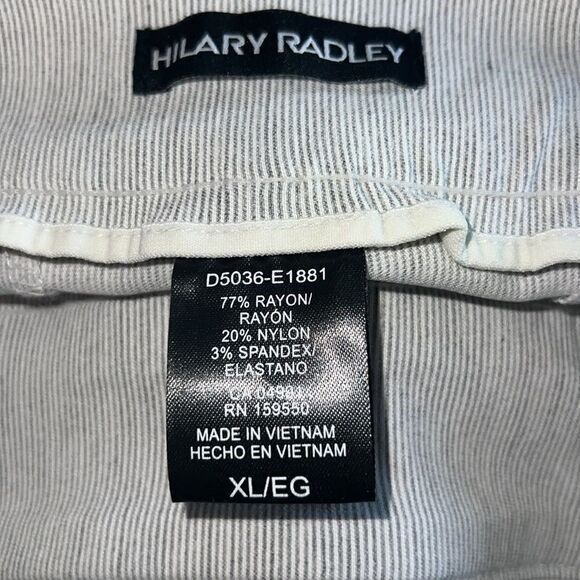 HILARY RADLEY
D5036-E1881
77% RAYON/
RAYÓN
20% NYLON
3% SPANDEX/
ELASTANO
CA
RN 159550
MADE IN VIETNAM
HECHO EN VIETNAM
XL/EG